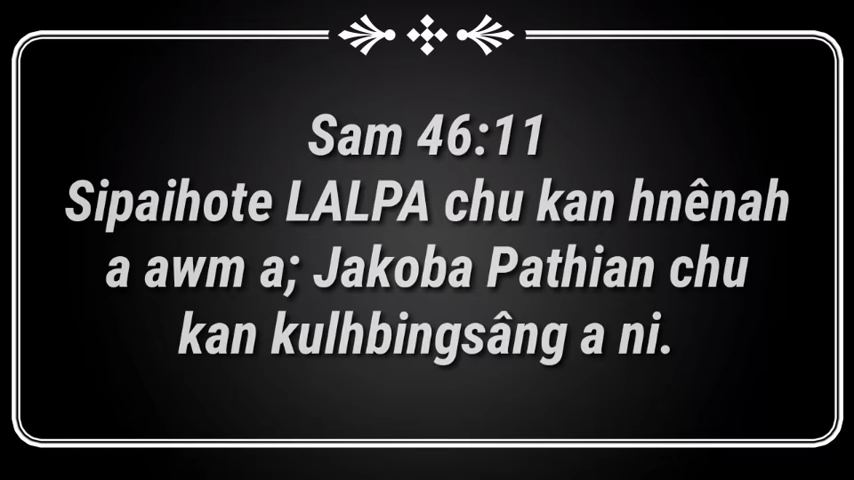 Sam 46:11
Sipaihote LALPA chu kan hnênah
a awm a; Jakoba Pathian chu
kan kulhbingsâng a ni.